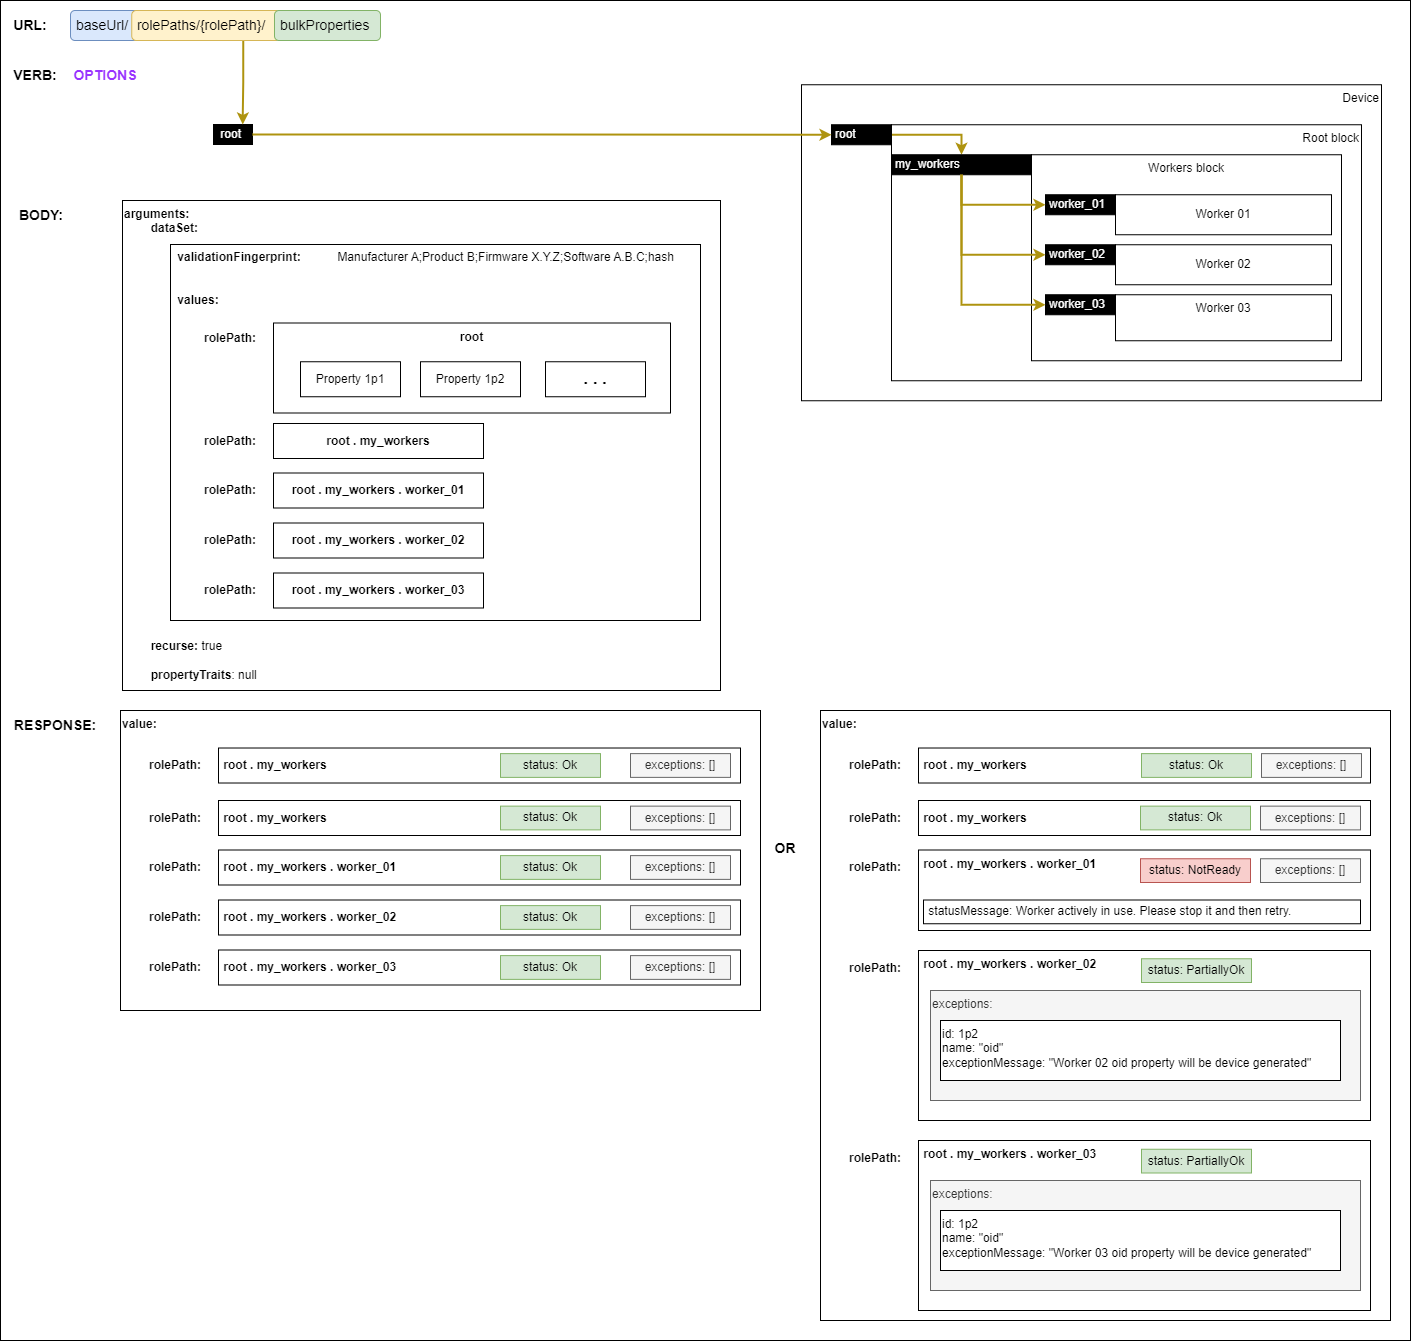 URL: baseUrl/ rolePaths/{rolePath}/ bulkProperties
VERB: OPTIONS
root
Device
root
Root block
my_workers
Workers block
worker_01
Worker 01
worker_02
Worker 02
worker_03
Worker 03
BODY:
arguments:
dataSet:
validationFingerprint: Manufacturer A;Product B;Firmware X.Y.Z;Software A.B.C;hash
values:
rolePath: root
Property 1p1 Property 1p2 . . .
rolePath: root . my_workers
rolePath: root . my_workers . worker_01
rolePath: root . my_workers . worker_02
rolePath: root . my_workers . worker_03
recurse: true
propertyTraits: null
RESPONSE:
value:
rolePath: root . my_workers status: Ok exceptions: []
rolePath: root . my_workers status: Ok exceptions: []
rolePath: root . my_workers . worker_01 status: Ok exceptions: []
rolePath: root . my_workers . worker_02 status: Ok exceptions: []
rolePath: root . my_workers . worker_03 status: Ok exceptions: []
OR
value:
rolePath: root . my_workers status: Ok exceptions: []
rolePath: root . my_workers status: Ok exceptions: []
rolePath: root . my_workers . worker_01 status: NotReady exceptions: []
statusMessage: Worker actively in use. Please stop it and then retry.
rolePath: root . my_workers . worker_02 status: PartiallyOk
exceptions:
id: 1p2
name: "oid"
exceptionMessage: "Worker 02 oid property will be device generated"
rolePath: root . my_workers . worker_03 status: PartiallyOk
exceptions:
id: 1p2
name: "oid"
exceptionMessage: "Worker 03 oid property will be device generated"